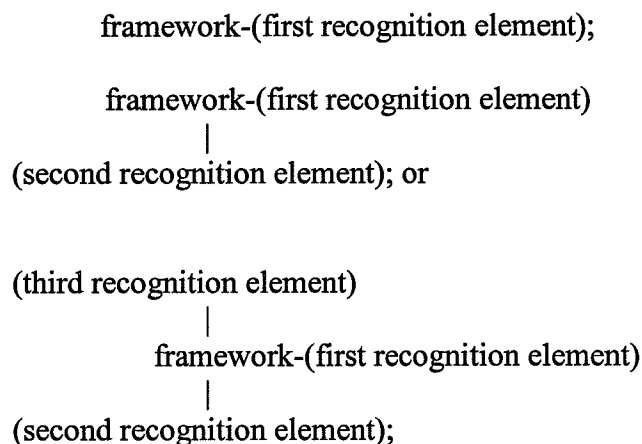 framework-(first recognition element);
framework-(first recognition element)
|
(second recognition element); or
(third recognition element)
|
framework-(first recognition element)
|
(second recognition element);